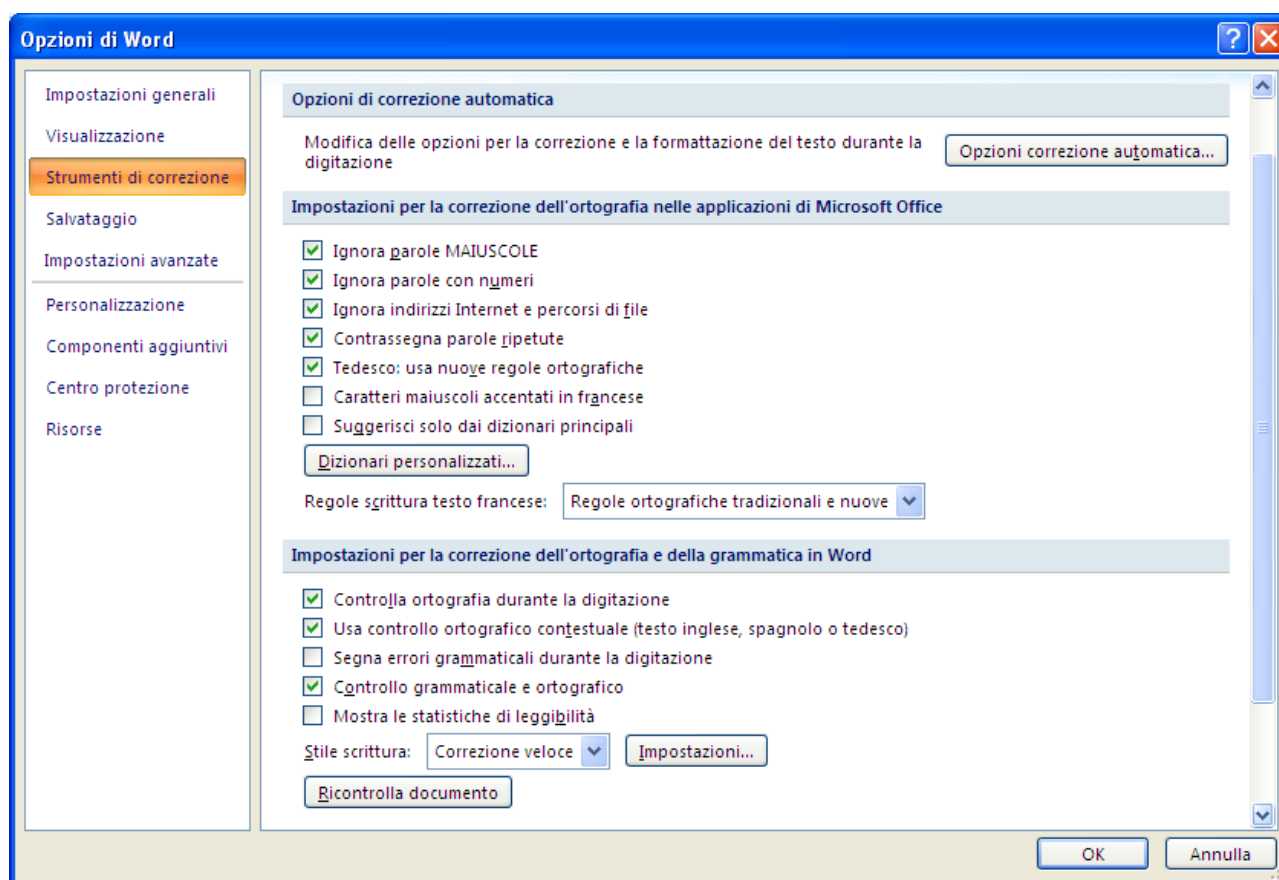 Opzioni di Word
Impostazioni generali
Visualizzazione
Strumenti di correzione
Salvataggio
Impostazioni avanzate
Personalizzazione
Componenti aggiuntivi
Centro protezione
Risorse
Opzioni di correzione automatica
Modifica delle opzioni per la correzione e la formattazione del testo durante la
digitazione
Opzioni correzione automatica...
Impostazioni per la correzione dell'ortografia nelle applicazioni di Microsoft Office
Ignora parole MAIUSCOLE
Ignora parole con numeri
Ignora indirizzi Internet e percorsi di file
Contrassegna parole ripetute
Tedesco: usa nuove regole ortografiche
Caratteri maiuscoli accentati in francese
Suggerisci solo dai dizionari principali
Dizionari personalizzati...
Regole scrittura testo francese: Regole ortografiche tradizionali e nuove
Impostazioni per la correzione dell'ortografia e della grammatica in Word
Controlla ortografia durante la digitazione
Usa controllo ortografico contestuale (testo inglese, spagnolo o tedesco)
Segna errori grammaticali durante la digitazione
Controllo grammaticale e ortografico
Mostra le statistiche di leggibilità
Stile scrittura: Correzione veloce Impostazioni...
Ricontrolla documento
OK Annulla